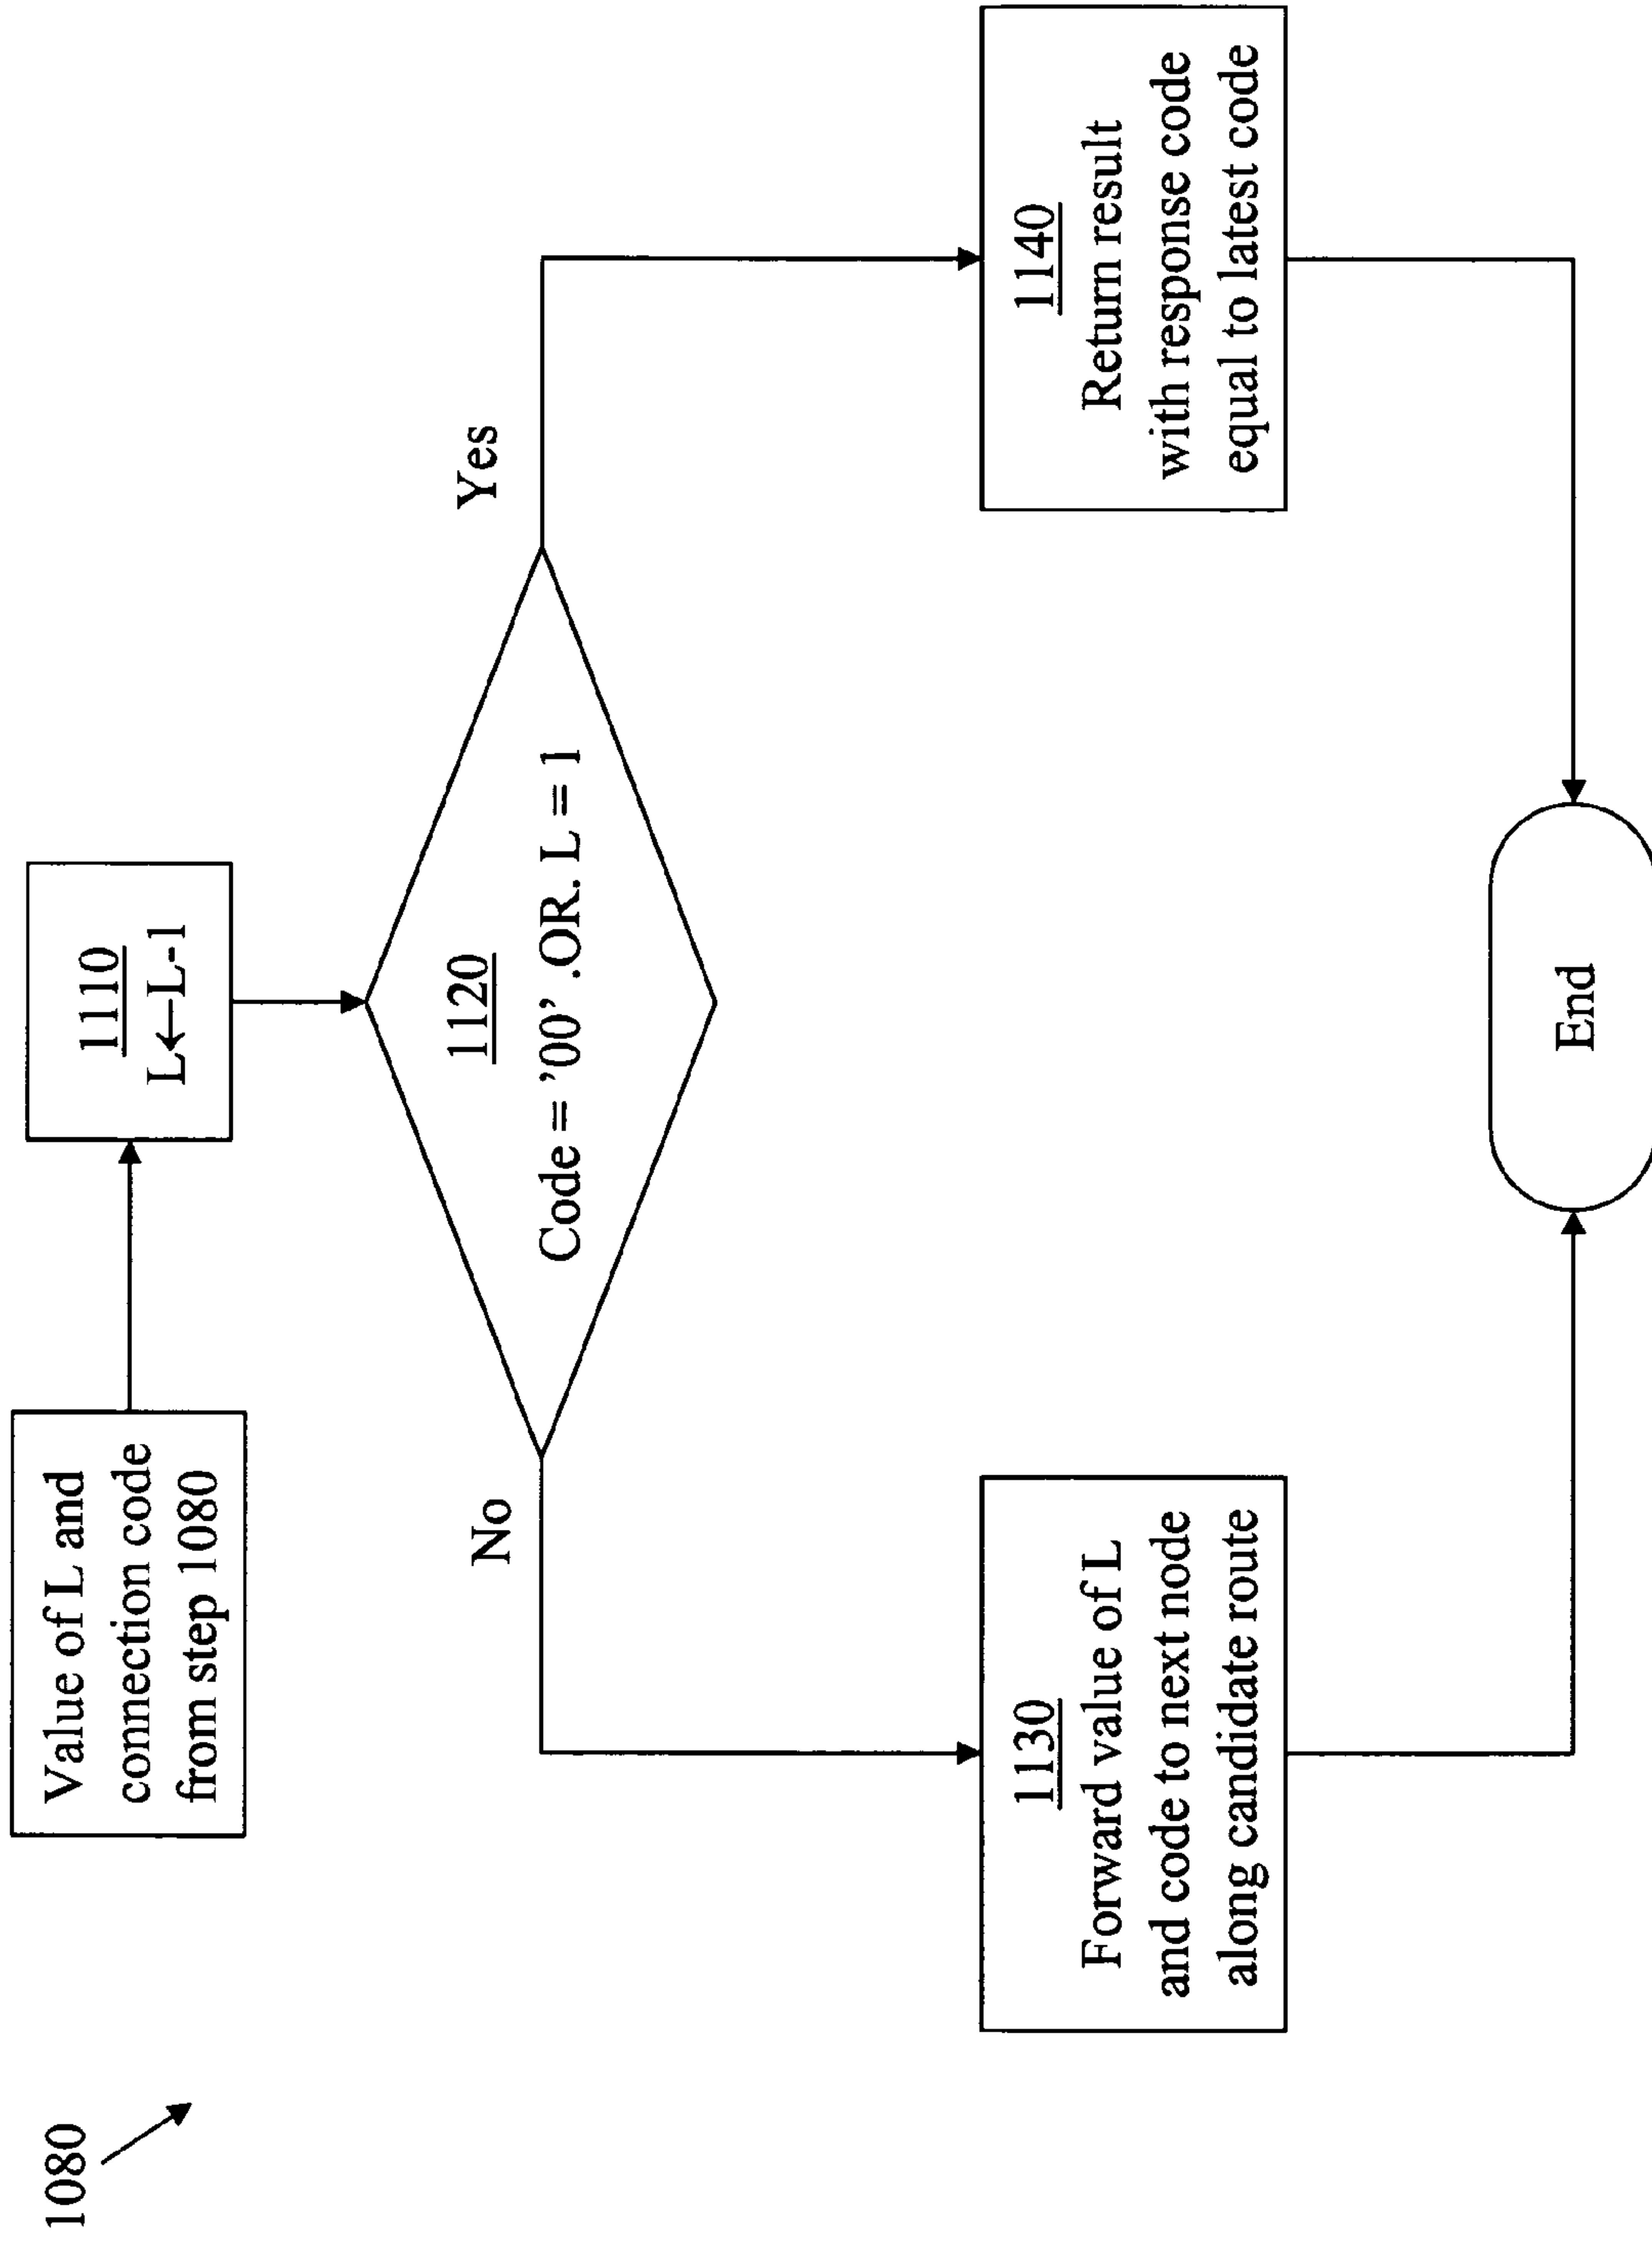 1080
Value of L and
connection code
from step 1080
1110
L←L-1
1120
Code = '00' .OR. L = 1
No
Yes
1130
Forward value of L
and code to next node
along candidate route
1140
Return result
with response code
equal to latest code
End